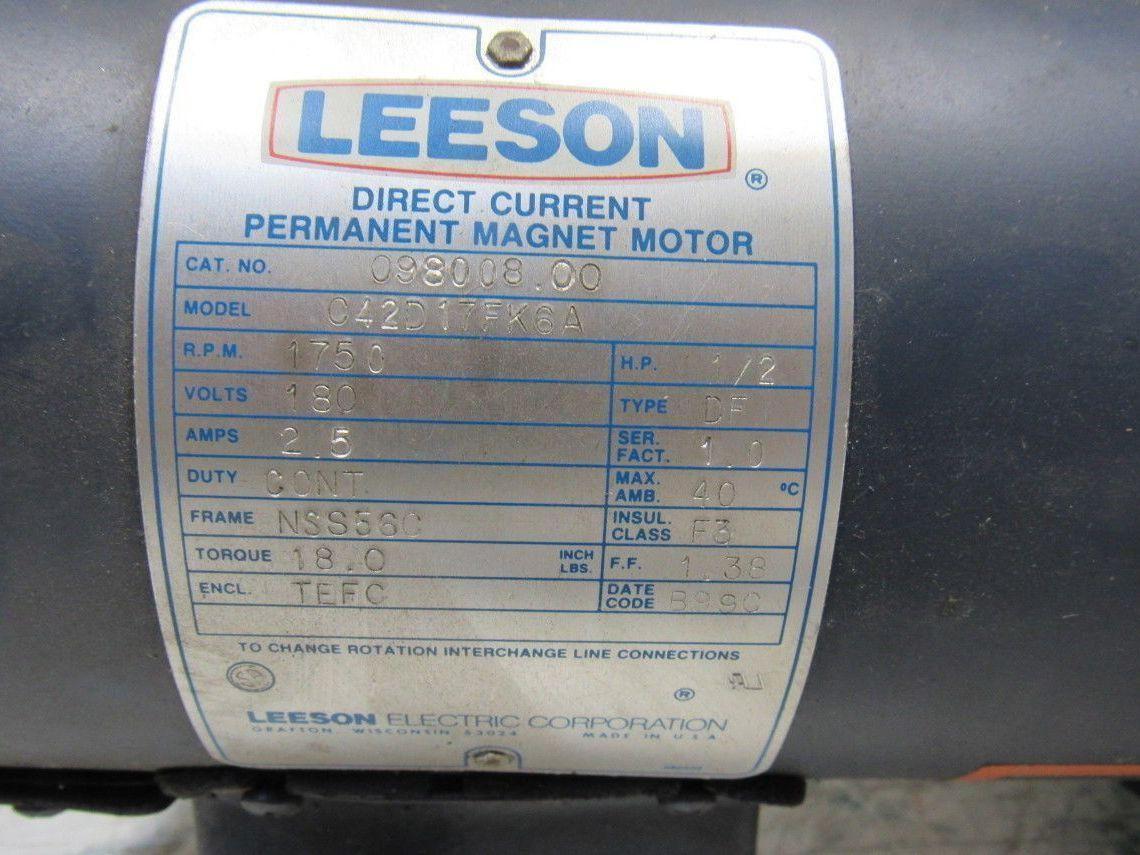 LEESON
®
DIRECT CURRENT
PERMANENT MAGNET MOTOR
CAT. NO. 098008.00
MODEL C42D17FK6A
R.P.M. 1750 H.P. 1/2
VOLTS 180 TYPE DF
AMPS 2.5 SER. FACT. 1.0
DUTY CONT MAX. AMB. 40 °C
FRAME NSS56C INSUL. CLASS F3
TORQUE 18.0 INCH LBS. F.F. 1.38
ENCL. TEFC DATE CODE B99C
TO CHANGE ROTATION INTERCHANGE LINE CONNECTIONS
®
LEESON ELECTRIC CORPORATION
GRAFTON, WISCONSIN 53024 MADE IN U.S.A.